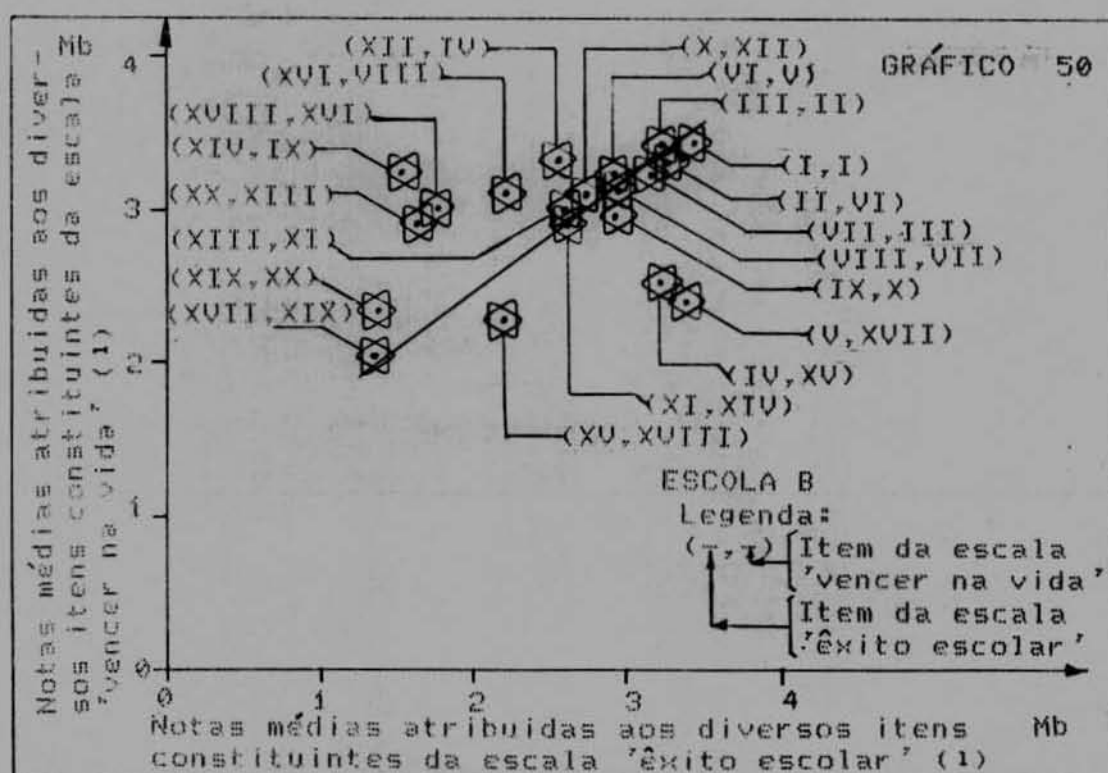 Notas médias atribuidas aos diver-
sos itens constituintes da escala
'vencer na vida' (1)
Mb
4
3
2
1
0
GRÁFICO 50
(XII,IV)
(XVI,VIII)
(XVIII,XVI)
(XIV,IX)
(XX,XIII)
(XIII,XI)
(XIX,XX)
(XVII,XIX)
(X,XII)
(VI,V)
(III,II)
(I,I)
(II,VI)
(VII,III)
(VIII,VII)
(IX,X)
(V,XVII)
(IV,XV)
(XI,XIV)
(XV,XVIII)
ESCOLA B
Legenda:
(-,-) Item da escala
'vencer na vida'
Item da escala
'êxito escolar'
0 1 2 3 4
Notas médias atribuidas aos diversos itens Mb
constituintes da escala 'êxito escolar' (1)